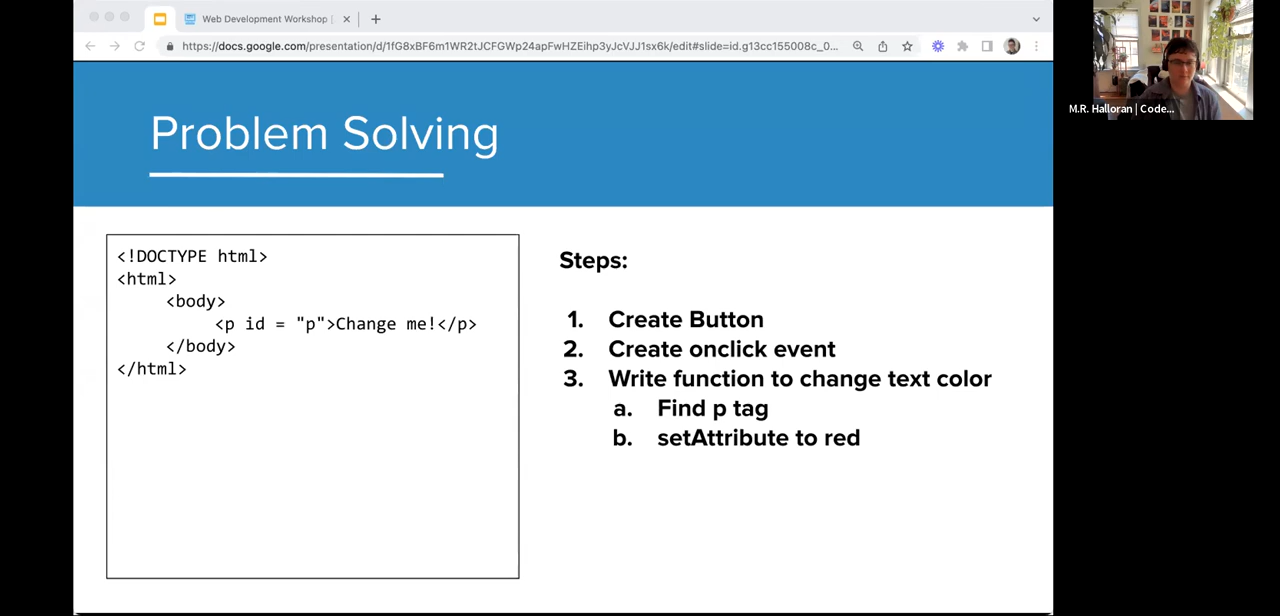 Web Development Workshop |
https://docs.google.com/presentation/d/1fG8xBF6m1WR2tJCFGWp24apFwHZEihp3yJcVJJ1sx6k/edit#slide=id.g13cc155008c_0...
M.R. Halloran | Code...
Problem Solving
<!DOCTYPE html>
<html>
<body>
<p id = "p">Change me!</p>
</body>
</html>
Steps:
1. Create Button
2. Create onclick event
3. Write function to change text color
a. Find p tag
b. setAttribute to red